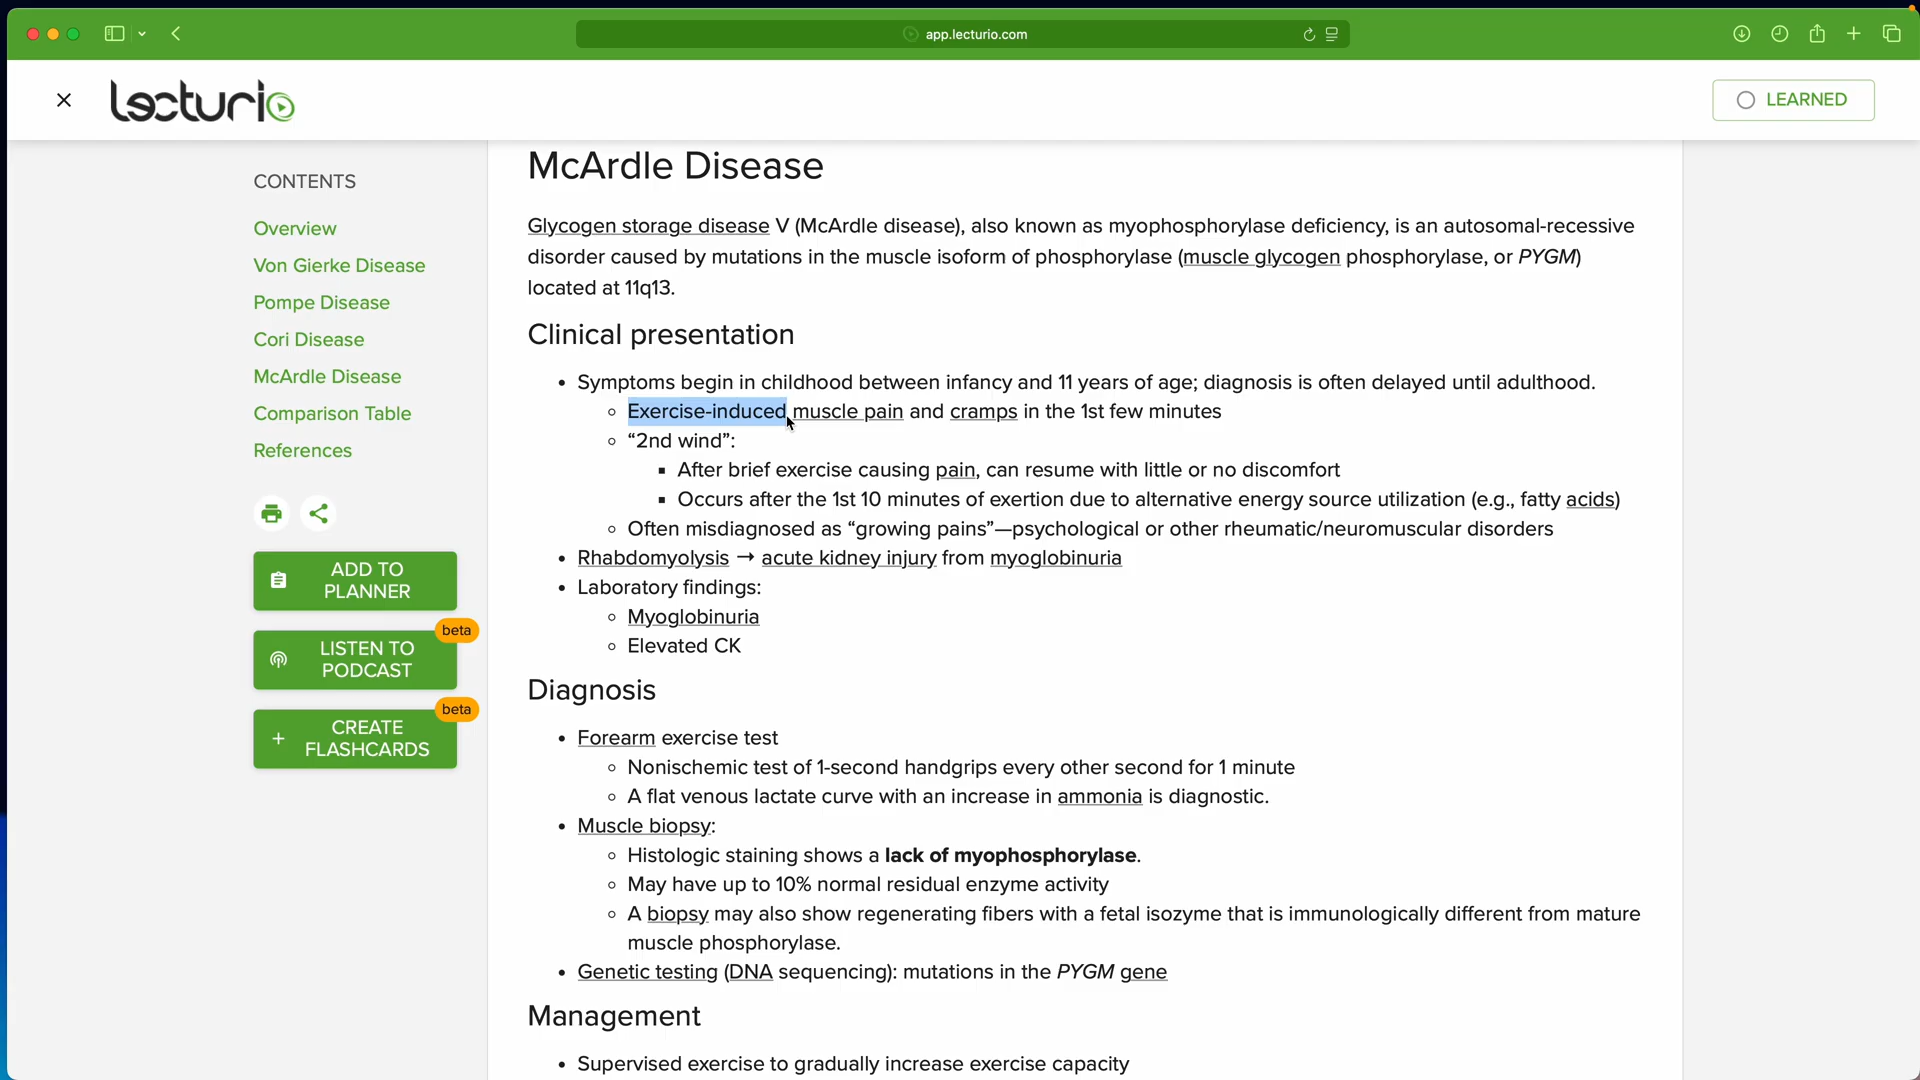 app.lecturio.com
lecturio
LEARNED
CONTENTS
Overview
Von Gierke Disease
Pompe Disease
Cori Disease
McArdle Disease
Comparison Table
References
ADD TO
PLANNER
beta
LISTEN TO
PODCAST
beta
CREATE
FLASHCARDS
McArdle Disease
Glycogen storage disease V (McArdle disease), also known as myophosphorylase deficiency, is an autosomal-recessive
disorder caused by mutations in the muscle isoform of phosphorylase (muscle glycogen phosphorylase, or PYGM)
located at 11q13.
Clinical presentation
• Symptoms begin in childhood between infancy and 11 years of age; diagnosis is often delayed until adulthood.
◦ Exercise-induced muscle pain and cramps in the 1st few minutes
◦ “2nd wind”:
▪ After brief exercise causing pain, can resume with little or no discomfort
▪ Occurs after the 1st 10 minutes of exertion due to alternative energy source utilization (e.g., fatty acids)
◦ Often misdiagnosed as “growing pains”—psychological or other rheumatic/neuromuscular disorders
• Rhabdomyolysis → acute kidney injury from myoglobinuria
• Laboratory findings:
◦ Myoglobinuria
◦ Elevated CK
Diagnosis
• Forearm exercise test
◦ Nonischemic test of 1-second handgrips every other second for 1 minute
◦ A flat venous lactate curve with an increase in ammonia is diagnostic.
• Muscle biopsy:
◦ Histologic staining shows a lack of myophosphorylase.
◦ May have up to 10% normal residual enzyme activity
◦ A biopsy may also show regenerating fibers with a fetal isozyme that is immunologically different from mature
muscle phosphorylase.
• Genetic testing (DNA sequencing): mutations in the PYGM gene
Management
• Supervised exercise to gradually increase exercise capacity